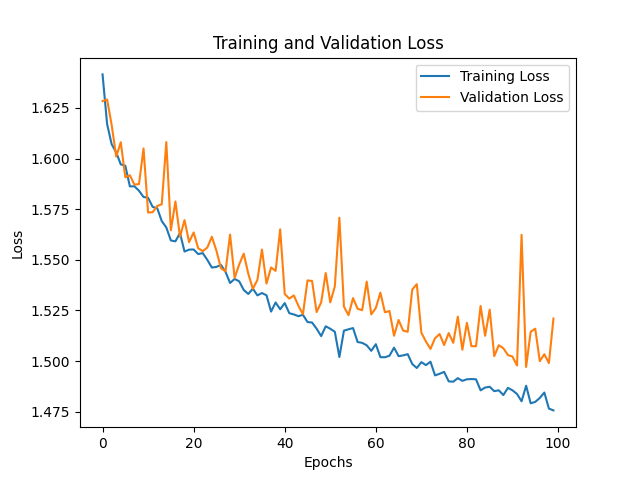 Training and Validation Loss
Training Loss
Validation Loss
1.625
1.600
1.575
1.550
1.525
1.500
1.475
Loss
0 20 40 60 80 100
Epochs